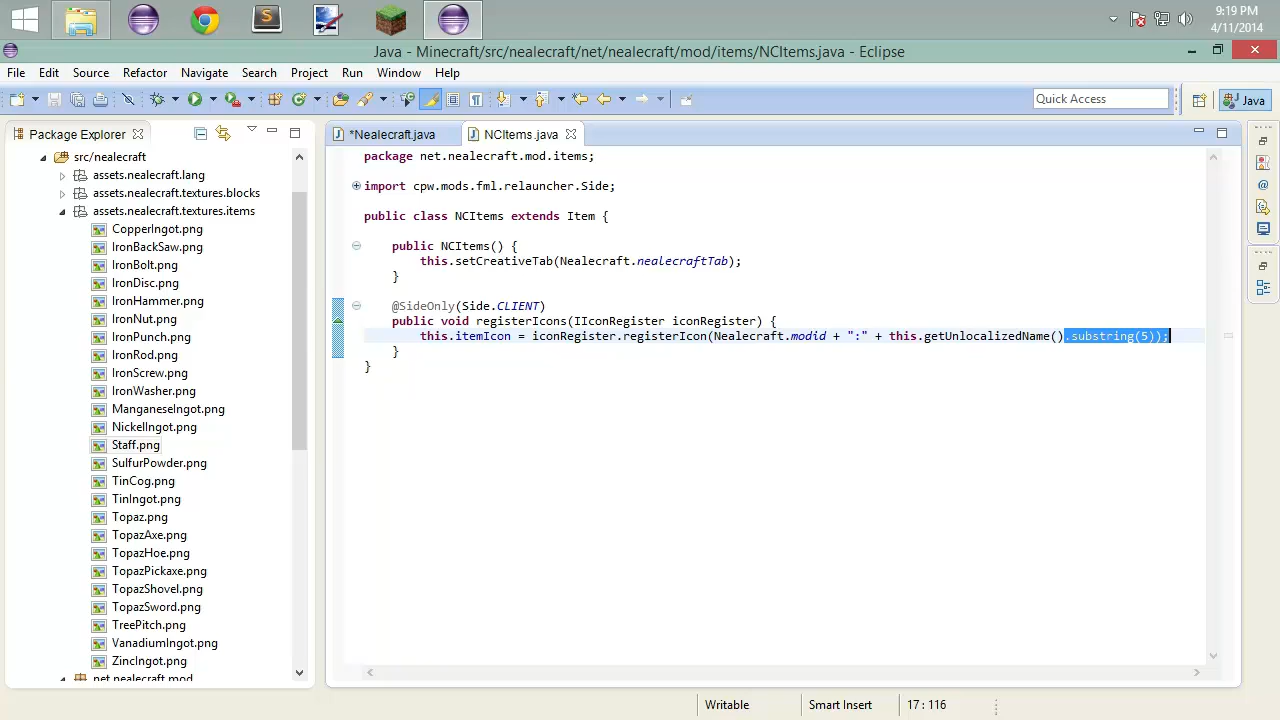 9:19 PM
4/11/2014
Java - Minecraft/src/nealecraft/net/nealecraft/mod/items/NCItems.java - Eclipse
File Edit Source Refactor Navigate Search Project Run Window Help
Quick Access
Java
Package Explorer
*Nealecraft.java
NCItems.java
src/nealecraft
assets.nealecraft.lang
assets.nealecraft.textures.blocks
assets.nealecraft.textures.items
CopperIngot.png
IronBackSaw.png
IronBolt.png
IronDisc.png
IronHammer.png
IronNut.png
IronPunch.png
IronRod.png
IronScrew.png
IronWasher.png
ManganeseIngot.png
NickelIngot.png
Staff.png
SulfurPowder.png
TinCog.png
TinIngot.png
Topaz.png
TopazAxe.png
TopazHoe.png
TopazPickaxe.png
TopazShovel.png
TopazSword.png
TreePitch.png
VanadiumIngot.png
ZincIngot.png
net.nealecraft.mod
package net.nealecraft.mod.items;
import cpw.mods.fml.relauncher.Side;
public class NCItems extends Item {
public NCItems() {
this.setCreativeTab(Nealecraft.nealecraftTab);
}
@SideOnly(Side.CLIENT)
public void registerIcons(IIconRegister iconRegister) {
this.itemIcon = iconRegister.registerIcon(Nealecraft.modid + ":" + this.getUnlocalizedName().substring(5));
}
}
Writable
Smart Insert
17 : 116